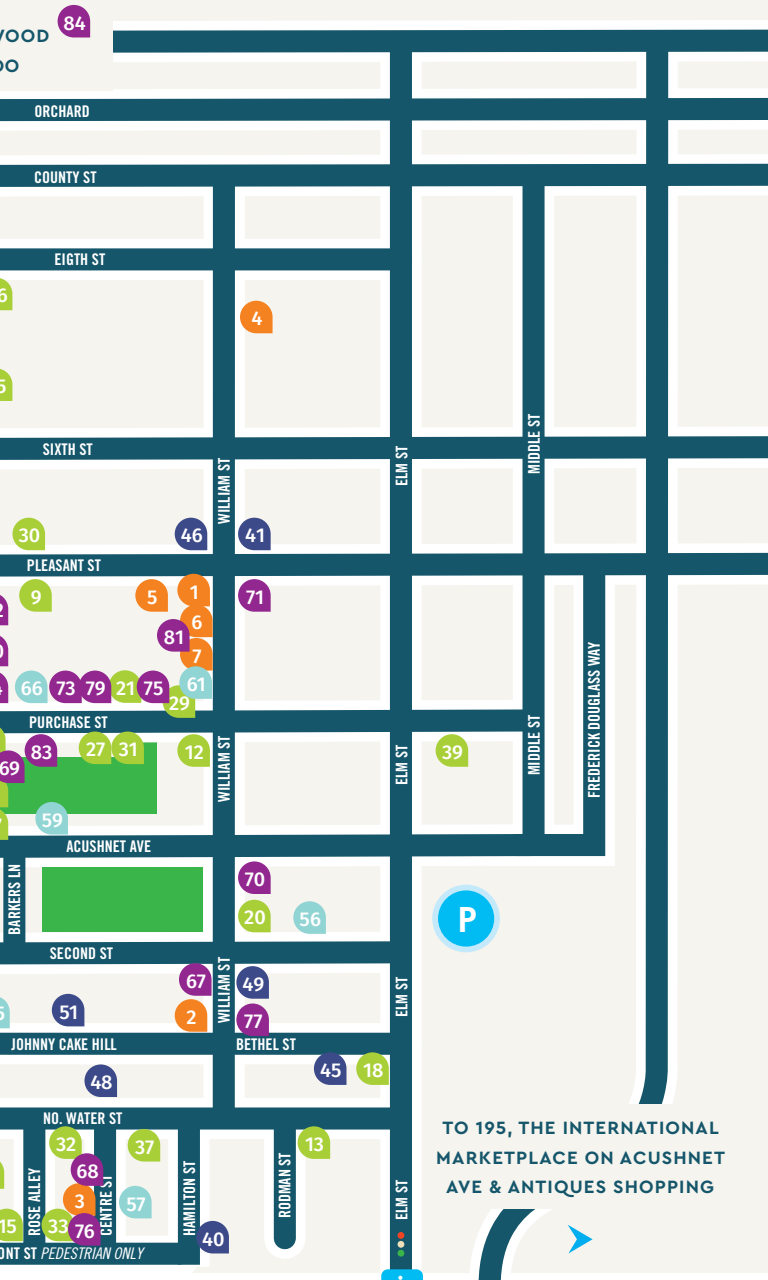 84
DO
ORCHARD
COUNTY ST
EIGTH ST
4
SIXTH ST
MIDDLE ST
ELM ST
WILLIAM ST
30
46
41
PLEASANT ST
9
5
1
71
6
81
7
66
73
79
21
75
61
29
FREDERICK DOUGLASS WAY
PURCHASE ST
83
27
31
12
39
WILLIAM ST
ELM ST
MIDDLE ST
69
59
ACUSHNET AVE
BARKERS LN
70
20
56
P
SECOND ST
67
49
WILLIAM ST
ELM ST
51
2
77
JOHNNY CAKE HILL
BETHEL ST
48
45
18
NO. WATER ST
TO 195, THE INTERNATIONAL
MARKETPLACE ON ACUSHNET
AVE & ANTIQUES SHOPPING
32
37
13
68
ROSE ALLEY
CENTRE ST
HAMILTON ST
RODMAN ST
ELM ST
3
57
15
33
76
40
ONT ST PEDESTRIAN ONLY